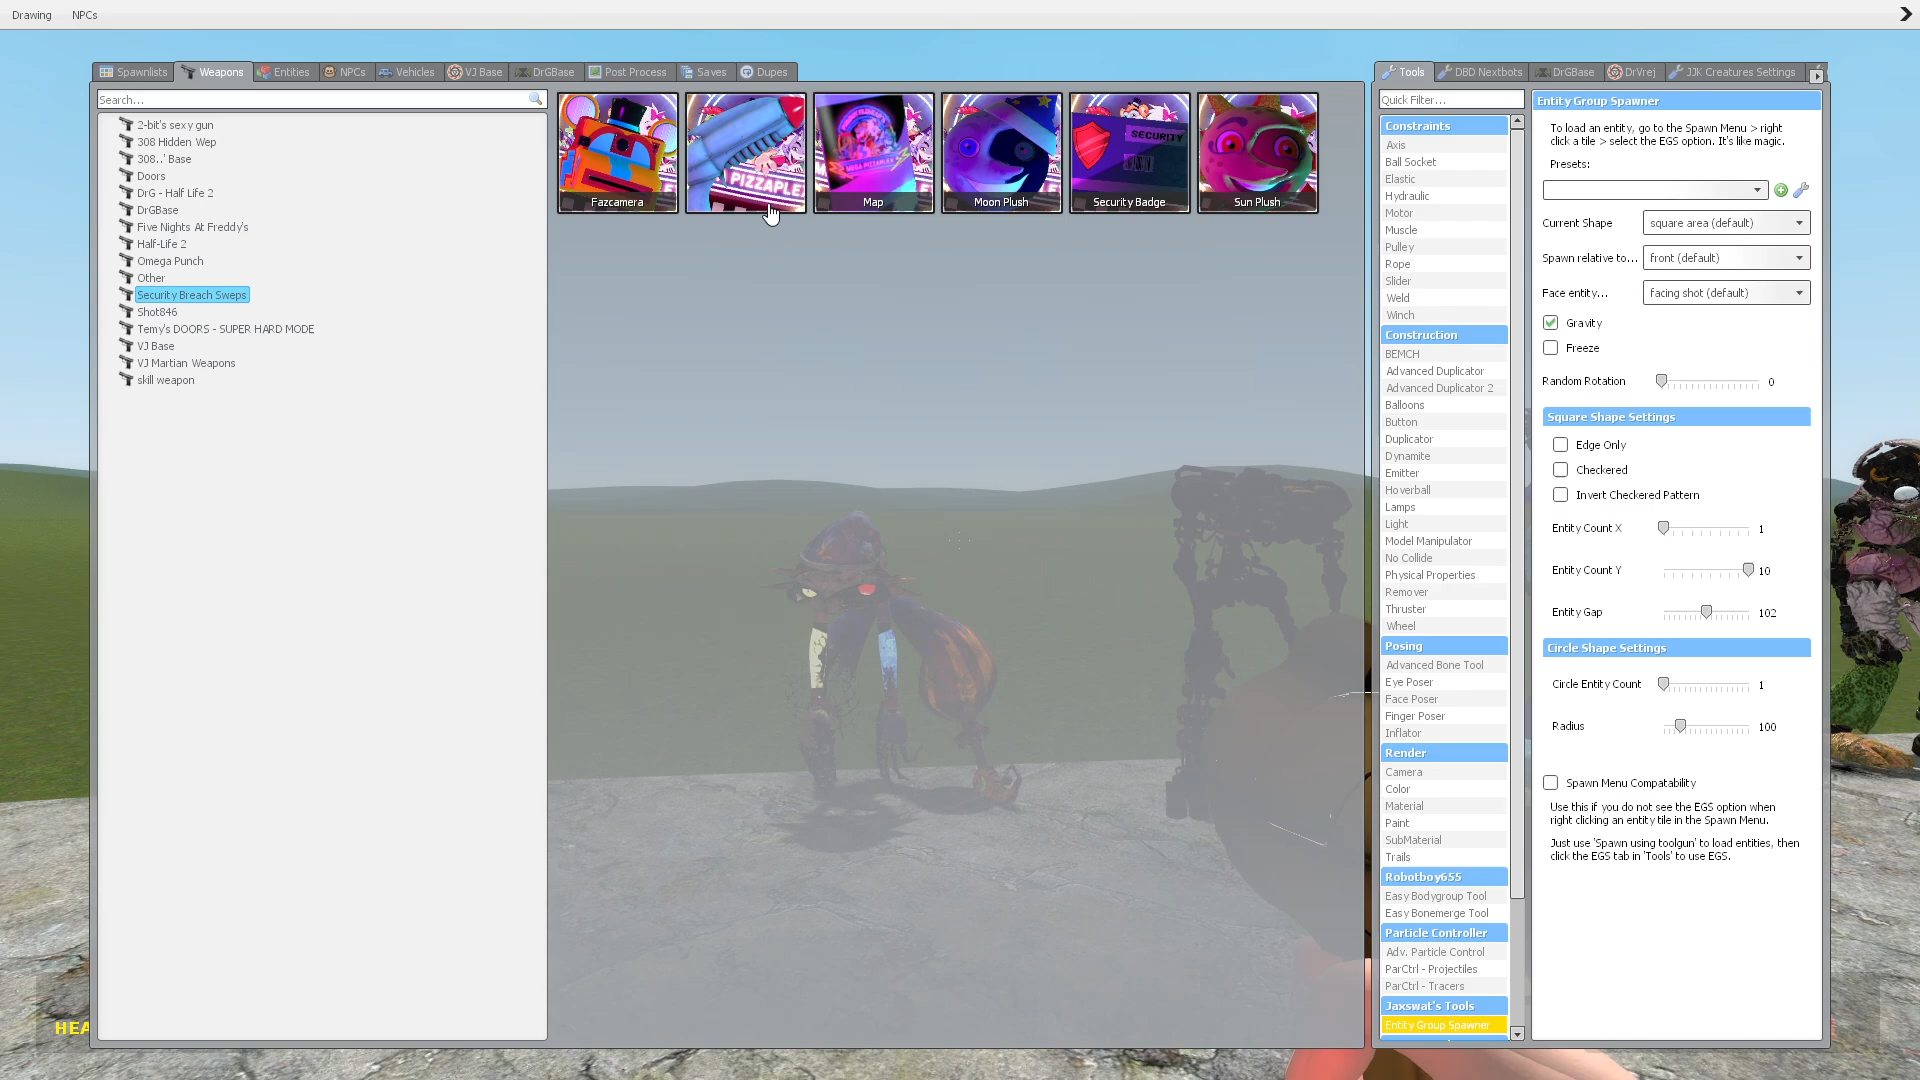 Drawing NPCs
Spawnlists Weapons Entities NPCs Vehicles VJ Base DrGBase Post Process Saves Dupes
Tools DBD Nextbots DrGBase DrVrej JJK Creatures Settings
Search...
2-bit's sexy gun
308 Hidden Wep
308..' Base
Doors
DrG - Half Life 2
DrGBase
Five Nights At Freddy's
Half-Life 2
Omega Punch
Other
Security Breach Sweps
Shot846
Temy's DOORS - SUPER HARD MODE
VJ Base
VJ Martian Weapons
skill weapon
PIZZAPLEX
SECURITY
Fazcamera
Map
Moon Plush
Security Badge
Sun Plush
HEA
Quick Filter...
Constraints
Axis
Ball Socket
Elastic
Hydraulic
Motor
Muscle
Pulley
Rope
Slider
Weld
Winch
Construction
BEMCH
Advanced Duplicator
Advanced Duplicator 2
Balloons
Button
Duplicator
Dynamite
Emitter
Hoverball
Lamps
Light
Model Manipulator
No Collide
Physical Properties
Remover
Thruster
Wheel
Posing
Advanced Bone Tool
Eye Poser
Face Poser
Finger Poser
Inflator
Render
Camera
Color
Material
Paint
SubMaterial
Trails
Robotboy655
Easy Bodygroup Tool
Easy Bonemerge Tool
Particle Controller
Adv. Particle Control
ParCtrl - Projectiles
ParCtrl - Tracers
Jaxswat's Tools
Entity Group Spawner
Entity Group Spawner
To load an entity, go to the Spawn Menu > right
click a tile > select the EGS option. It's like magic.
Presets:
Current Shape square area (default)
Spawn relative to... front (default)
Face entity... facing shot (default)
Gravity
Freeze
Random Rotation 0
Square Shape Settings
Edge Only
Checkered
Invert Checkered Pattern
Entity Count X 1
Entity Count Y 10
Entity Gap 102
Circle Shape Settings
Circle Entity Count 1
Radius 100
Spawn Menu Compatability
Use this if you do not see the EGS option when
right clicking an entity tile in the Spawn Menu.
Just use 'Spawn using toolgun' to load entities, then
click the EGS tab in 'Tools' to use EGS.